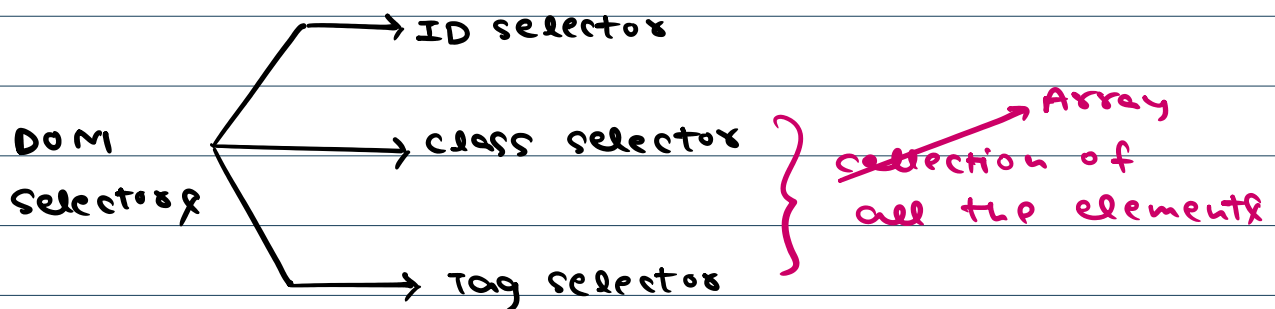 ID selector
Array
DOM
class selector
collection of
selectors
all the elements
Tag selector